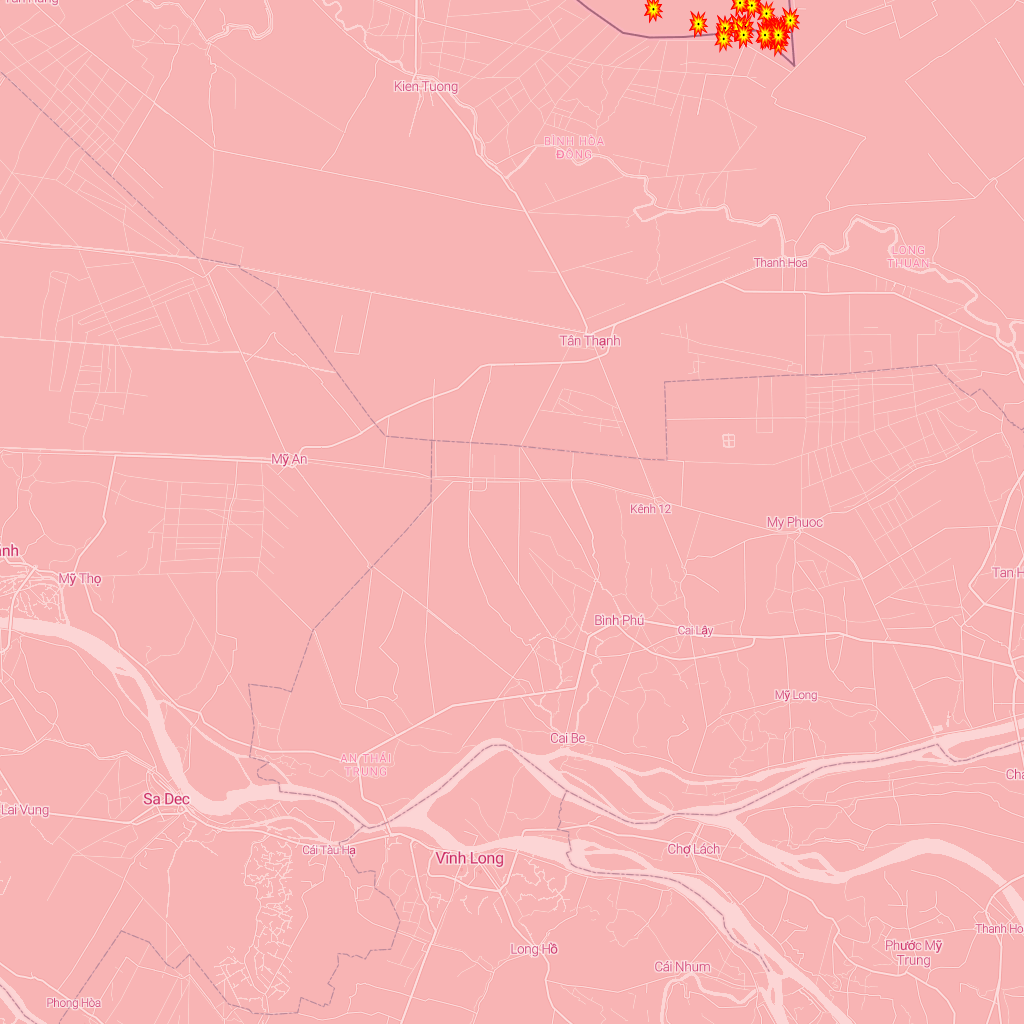 Kien Tuong
BÌNH HÒA
ĐÔNG
LONG
THUAN
Thanh Hoa
Tân Thạnh
Mỹ An
Kênh 12
My Phuoc
Mỹ Thọ
Bình Phú
Cai Lậy
Mỹ Long
Cai Be
AN THÁI
TRUNG
Sa Dec
Lai Vung
Cái Tàu Hạ
Vĩnh Long
Chợ Lách
Long Hồ
Phước Mỹ
Trung
Cái Nhum
Phong Hòa